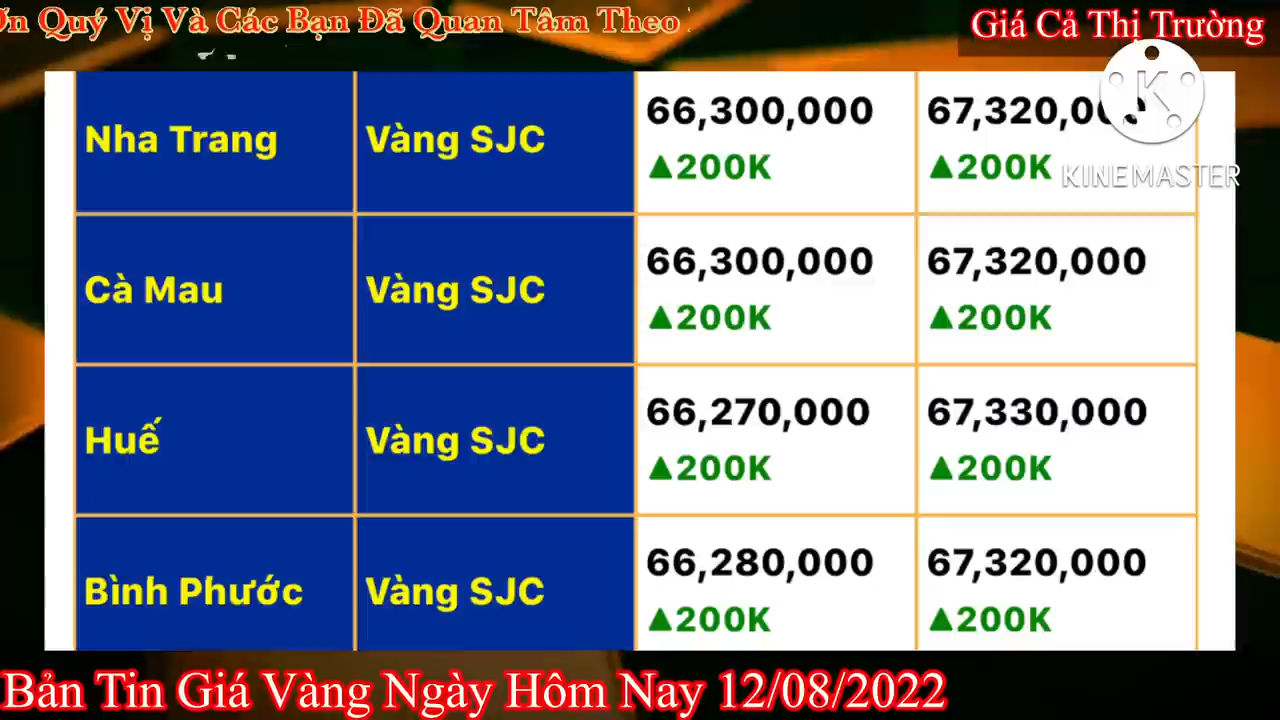 Quý Vị Và Các Bạn Đã Quan Tâm Theo
Giá Cả Thị Trường
K
KINEMASTER
Nha Trang Vàng SJC 66,300,000 67,320,000
▲200K ▲200K
Cà Mau Vàng SJC 66,300,000 67,320,000
▲200K ▲200K
Huế Vàng SJC 66,270,000 67,330,000
▲200K ▲200K
Bình Phước Vàng SJC 66,280,000 67,320,000
▲200K ▲200K
Bản Tin Giá Vàng Ngày Hôm Nay 12/08/2022